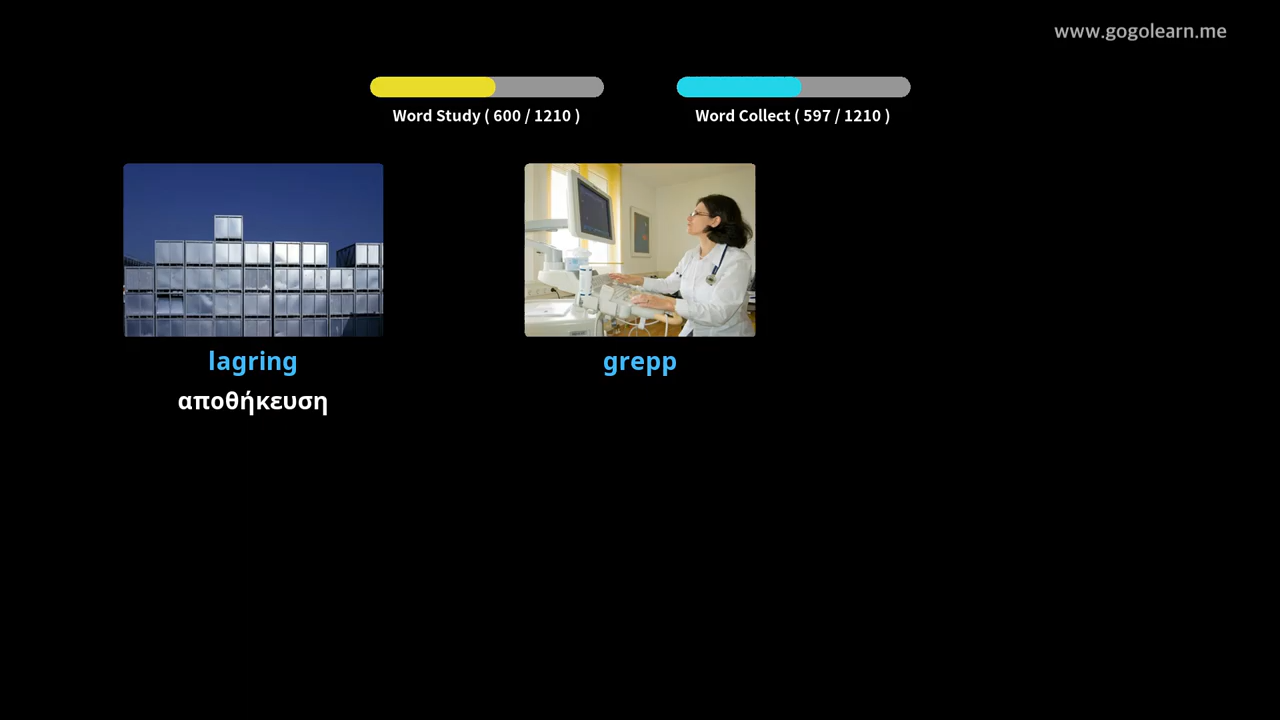 www.gogolearn.me
Word Study ( 600 / 1210 )
Word Collect ( 597 / 1210 )
lagring
αποθήκευση
grepp